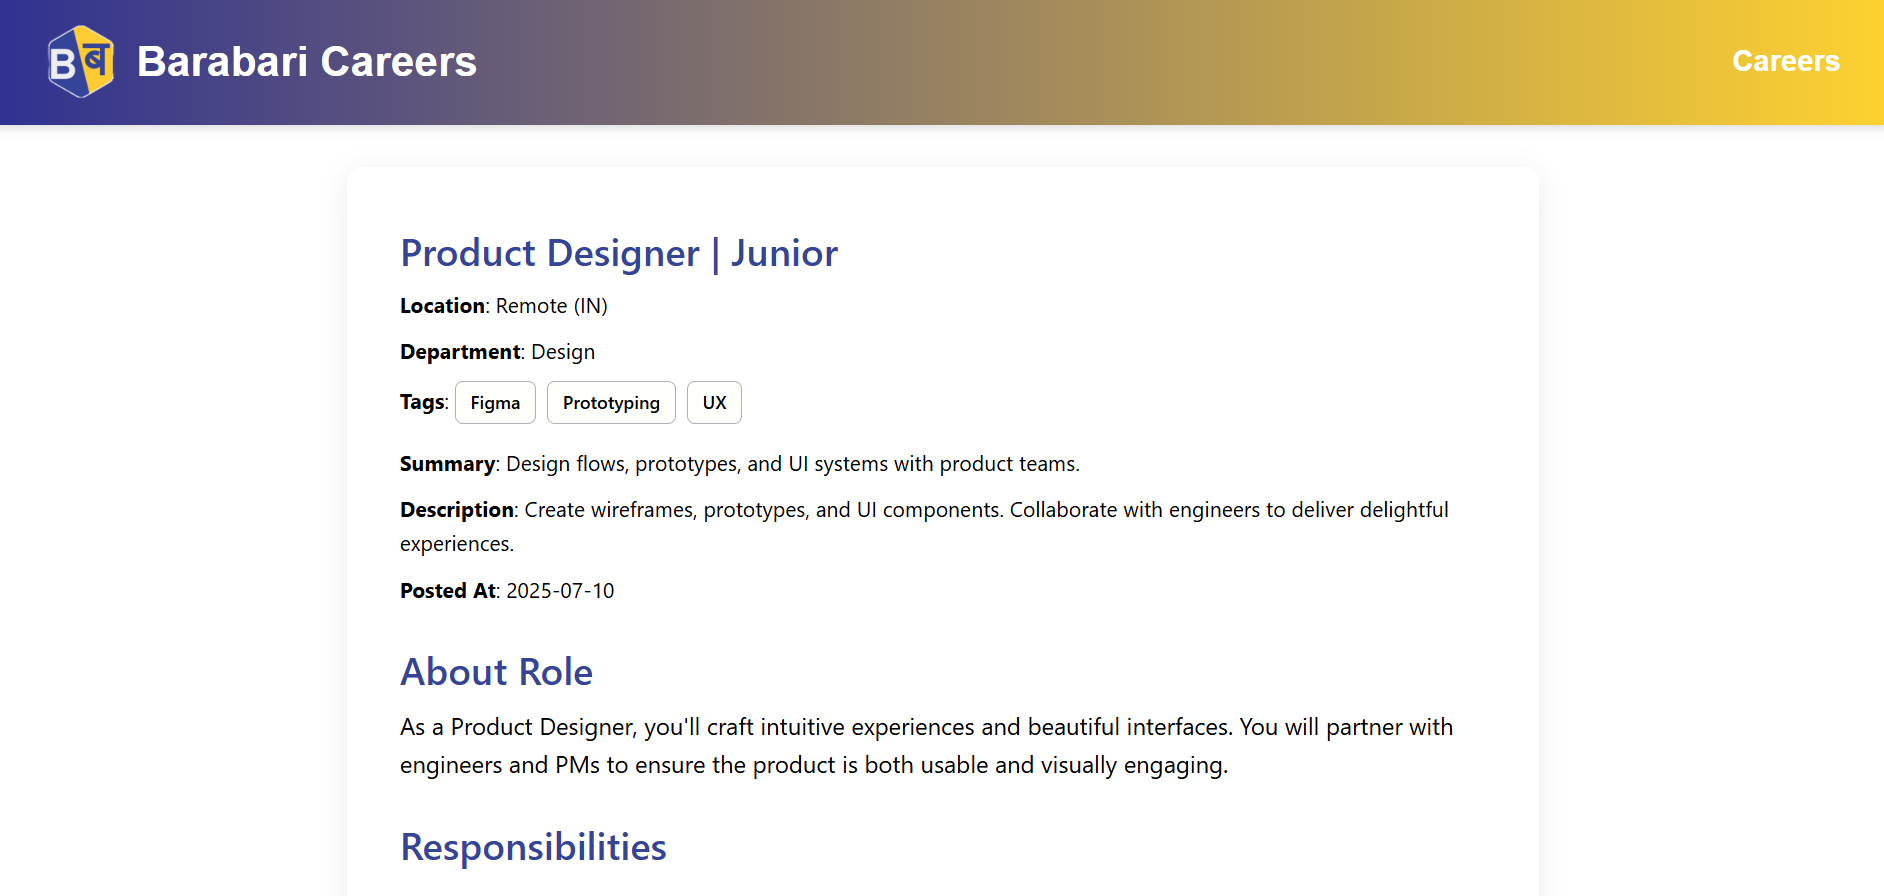 Bब Barabari Careers
Careers
Product Designer | Junior
Location: Remote (IN)
Department: Design
Tags: Figma Prototyping UX
Summary: Design flows, prototypes, and UI systems with product teams.
Description: Create wireframes, prototypes, and UI components. Collaborate with engineers to deliver delightful
experiences.
Posted At: 2025-07-10
About Role
As a Product Designer, you'll craft intuitive experiences and beautiful interfaces. You will partner with
engineers and PMs to ensure the product is both usable and visually engaging.
Responsibilities